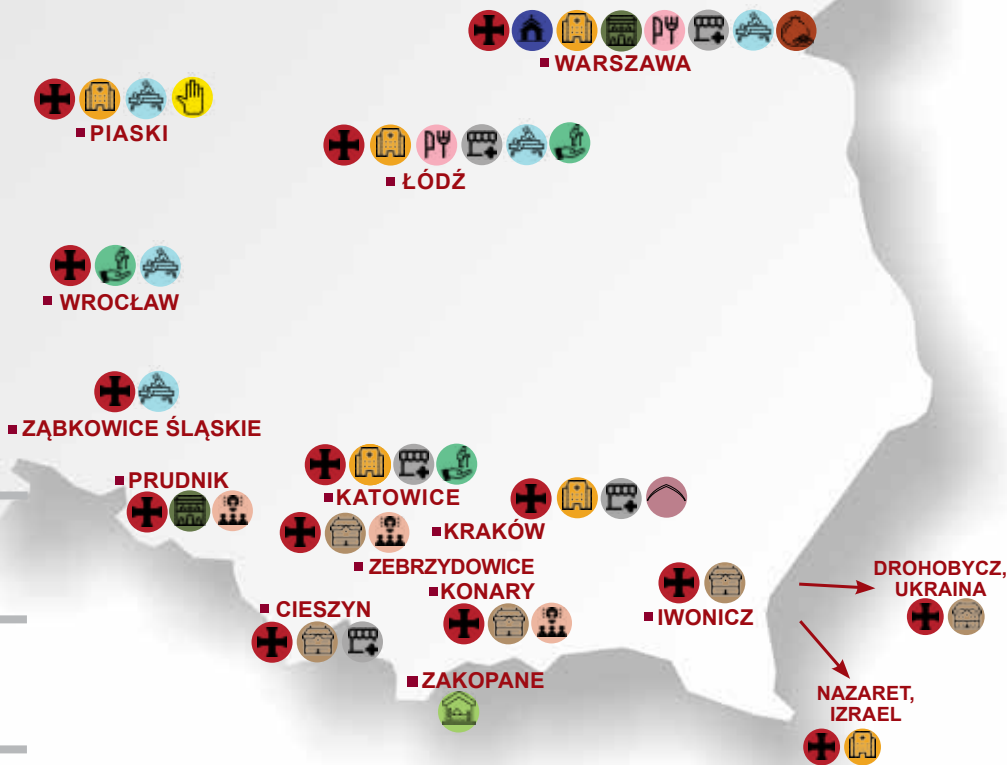 WARSZAWA
PIASKI
ŁÓDŹ
WROCŁAW
ZĄBKOWICE ŚLĄSKIE
PRUDNIK
KATOWICE
KRAKÓW
ZEBRZYDOWICE
KONARY
CIESZYN
IWONICZ
DROHOBYCZ,
UKRAINA
ZAKOPANE
NAZARET,
IZRAEL